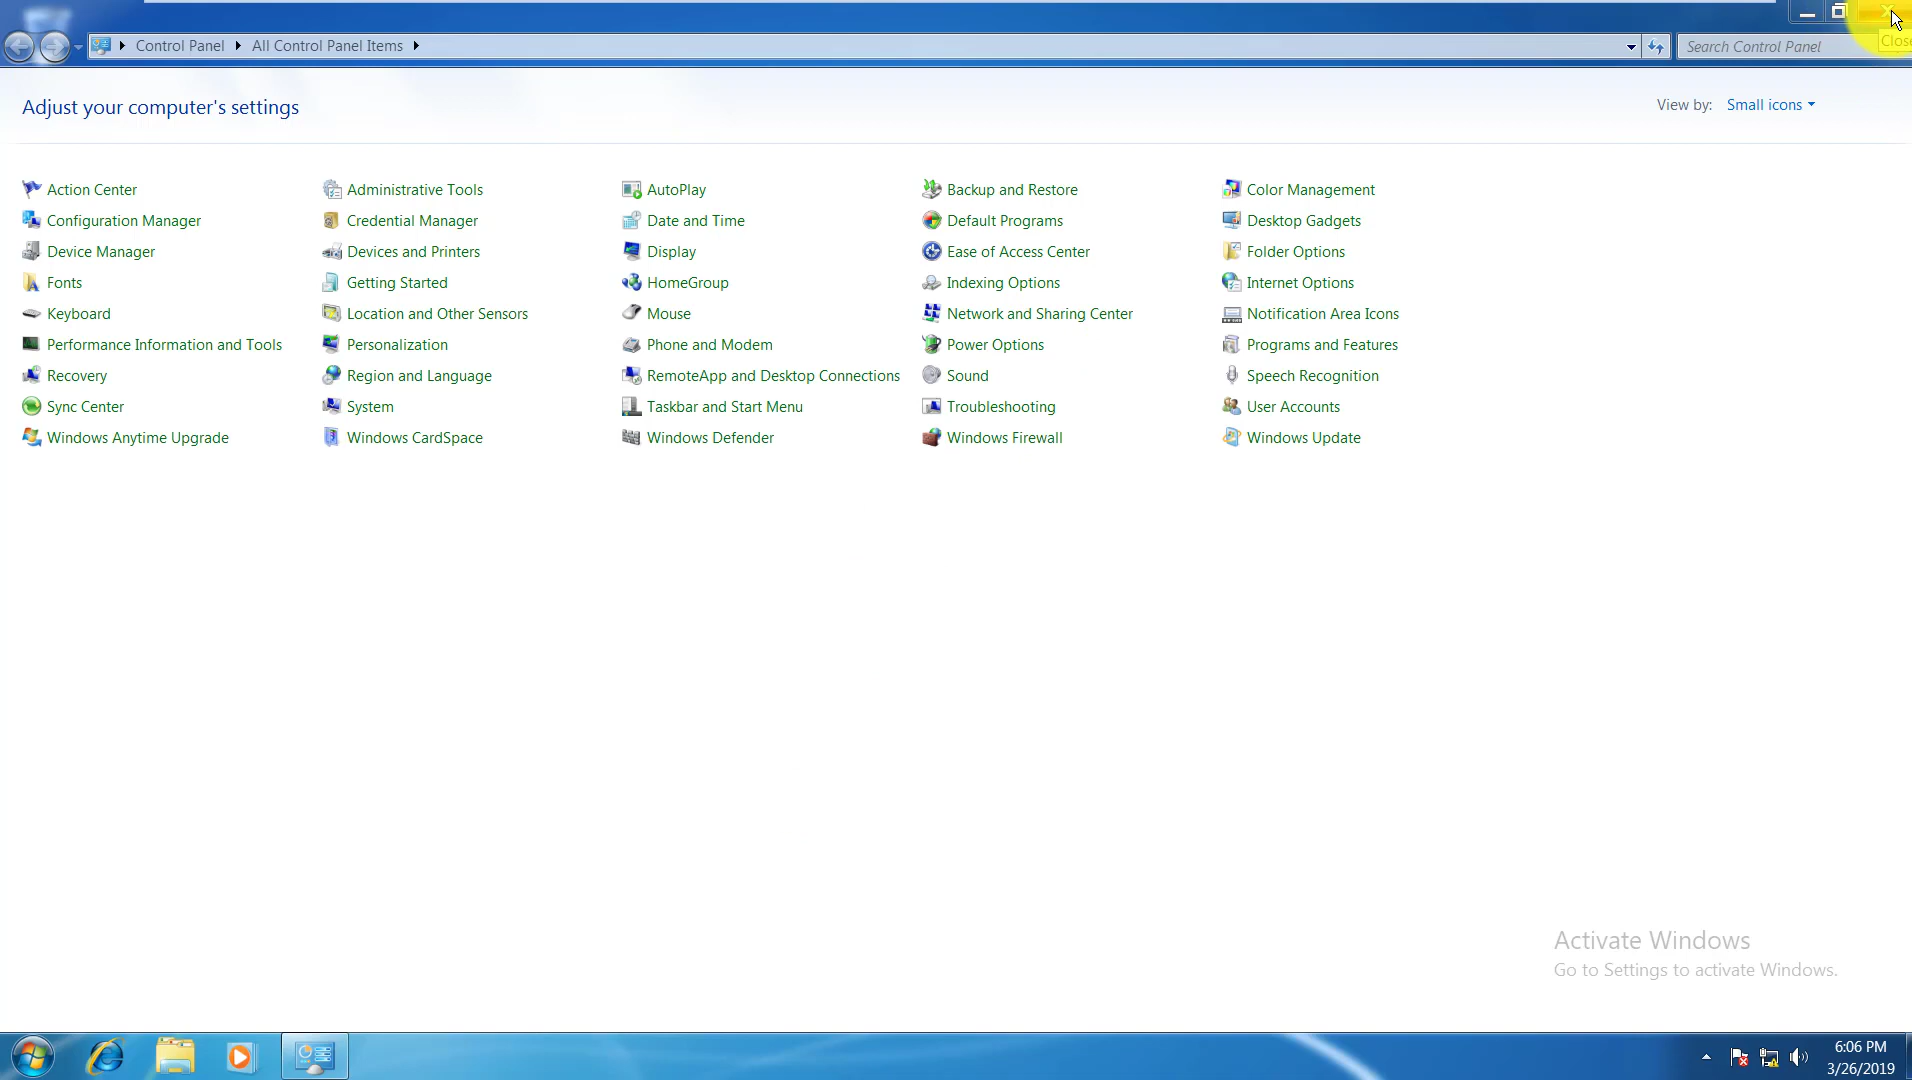 Control Panel
All Control Panel Items
Search Control Panel
Close
Adjust your computer's settings
View by: Small icons
Action Center
Administrative Tools
AutoPlay
Backup and Restore
Color Management
Configuration Manager
Credential Manager
Date and Time
Default Programs
Desktop Gadgets
Device Manager
Devices and Printers
Display
Ease of Access Center
Folder Options
Fonts
Getting Started
HomeGroup
Indexing Options
Internet Options
Keyboard
Location and Other Sensors
Mouse
Network and Sharing Center
Notification Area Icons
Performance Information and Tools
Personalization
Phone and Modem
Power Options
Programs and Features
Recovery
Region and Language
RemoteApp and Desktop Connections
Sound
Speech Recognition
Sync Center
System
Taskbar and Start Menu
Troubleshooting
User Accounts
Windows Anytime Upgrade
Windows CardSpace
Windows Defender
Windows Firewall
Windows Update
Activate Windows
Go to Settings to activate Windows.
6:06 PM
3/26/2019